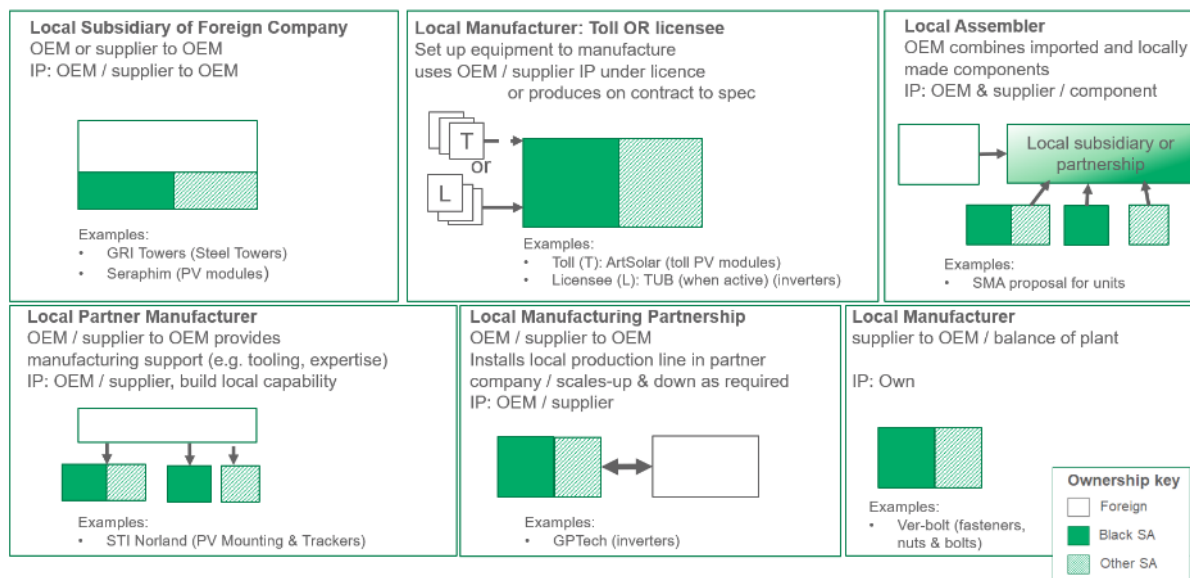 Local Subsidiary of Foreign Company
OEM or supplier to OEM
IP: OEM / supplier to OEM
Examples:
• GRI Towers (Steel Towers)
• Seraphim (PV modules)
Local Manufacturer: Toll OR licensee
Set up equipment to manufacture
uses OEM / supplier IP under licence
or produces on contract to spec
T
or
L
Examples:
• Toll (T): ArtSolar (toll PV modules)
• Licensee (L): TUB (when active) (inverters)
Local Assembler
OEM combines imported and locally
made components
IP: OEM & supplier / component
Local subsidiary or
partnership
Examples:
• SMA proposal for units
Local Partner Manufacturer
OEM / supplier to OEM provides
manufacturing support (e.g. tooling, expertise)
IP: OEM / supplier, build local capability
Examples:
• STI Norland (PV Mounting & Trackers)
Local Manufacturing Partnership
OEM / supplier to OEM
Installs local production line in partner
company / scales-up & down as required
IP: OEM / supplier
Examples:
• GPTech (inverters)
Local Manufacturer
supplier to OEM / balance of plant
IP: Own
Examples:
• Ver-bolt (fasteners,
nuts & bolts)
Ownership key
Foreign
Black SA
Other SA